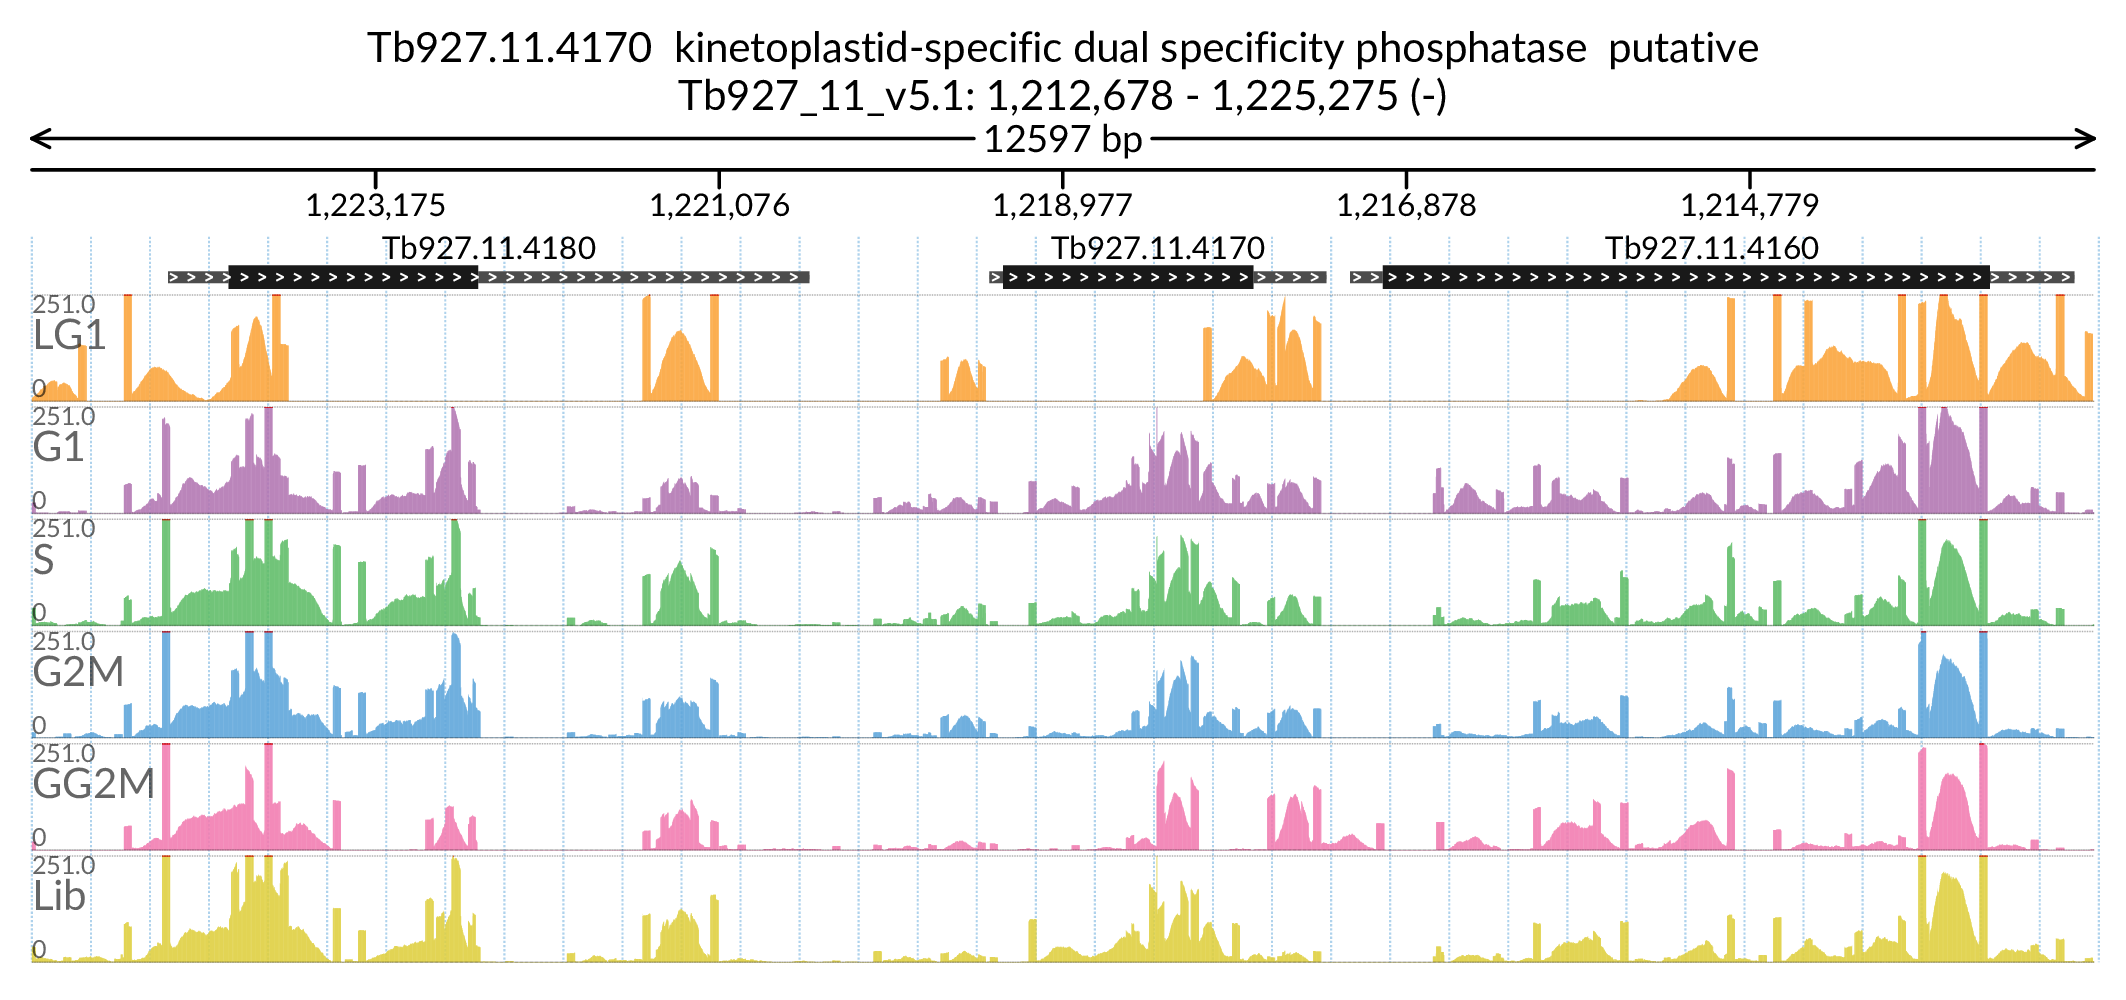 Tb927.11.4170 kinetoplastid-specific dual specificity phosphatase putative
Tb927_11_v5.1: 1,212,678 - 1,225,275 (-)
12597 bp
1,223,175 1,221,076 1,218,977 1,216,878 1,214,779
Tb927.11.4180 Tb927.11.4170 Tb927.11.4160
251.0
LG1
0
251.0
G1
0
251.0
S
0
251.0
G2M
0
251.0
GG2M
0
251.0
Lib
0